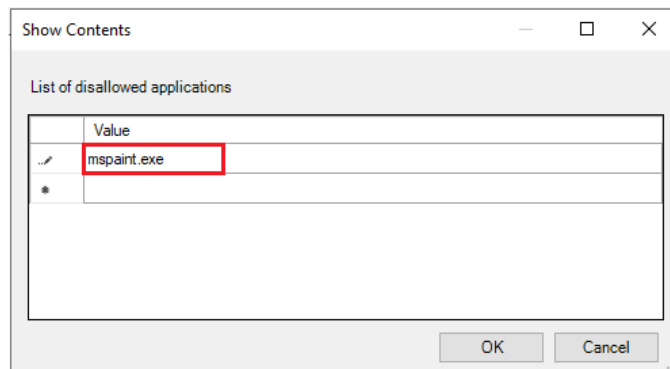 Show Contents
List of disallowed applications
Value
mspaint.exe
OK Cancel